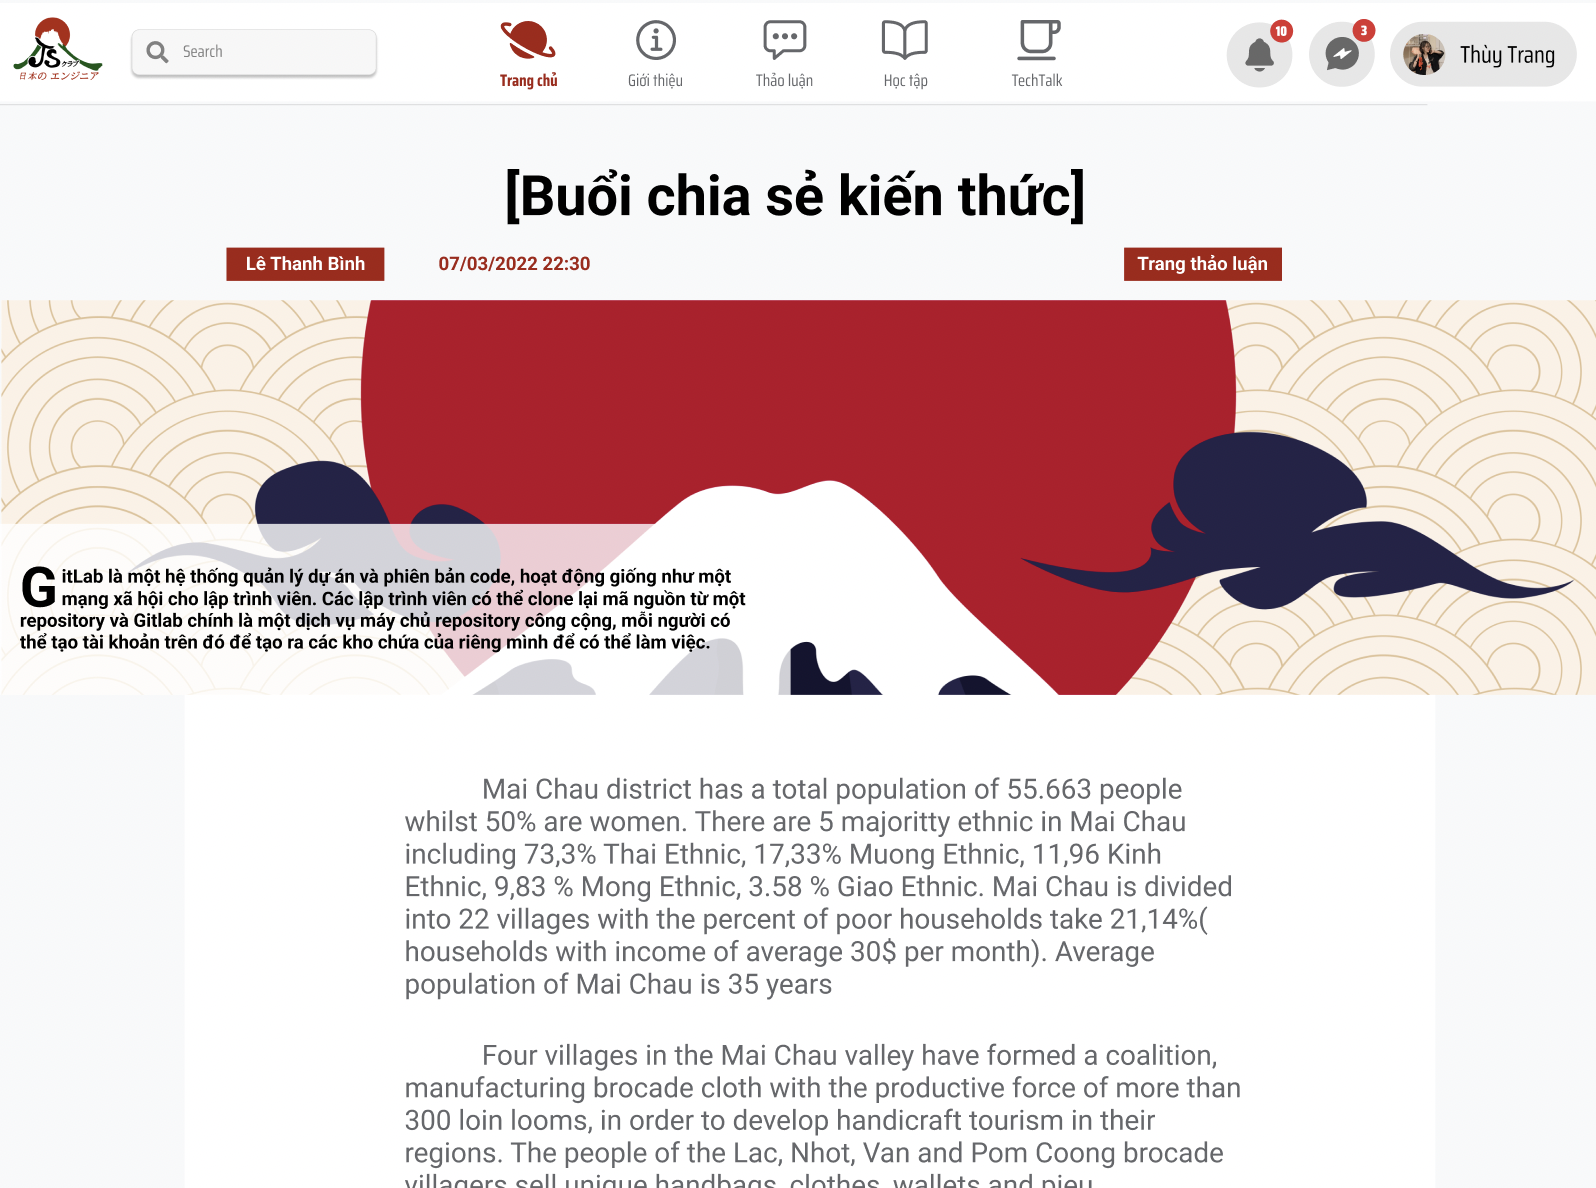 JSクラブ
日本の エンジニア
Search
Trang chủ
Giới thiệu
Thảo luận
Học tập
TechTalk
10
3
Thùy Trang
[Buổi chia sẻ kiến thức]
Lê Thanh Bình
07/03/2022 22:30
Trang thảo luận
GitLab là một hệ thống quản lý dự án và phiên bản code, hoạt động giống như một
mạng xã hội cho lập trình viên. Các lập trình viên có thể clone lại mã nguồn từ một
repository và Gitlab chính là một dịch vụ máy chủ repository công cộng, mỗi người có
thể tạo tài khoản trên đó để tạo ra các kho chứa của riêng mình để có thể làm việc.
Mai Chau district has a total population of 55.663 people
whilst 50% are women. There are 5 majoritty ethnic in Mai Chau
including 73,3% Thai Ethnic, 17,33% Muong Ethnic, 11,96 Kinh
Ethnic, 9,83 % Mong Ethnic, 3.58 % Giao Ethnic. Mai Chau is divided
into 22 villages with the percent of poor households take 21,14%(
households with income of average 30$ per month). Average
population of Mai Chau is 35 years
Four villages in the Mai Chau valley have formed a coalition,
manufacturing brocade cloth with the productive force of more than
300 loin looms, in order to develop handicraft tourism in their
regions. The people of the Lac, Nhot, Van and Pom Coong brocade
villagers sell unique handbags, clothes, wallets and pieu